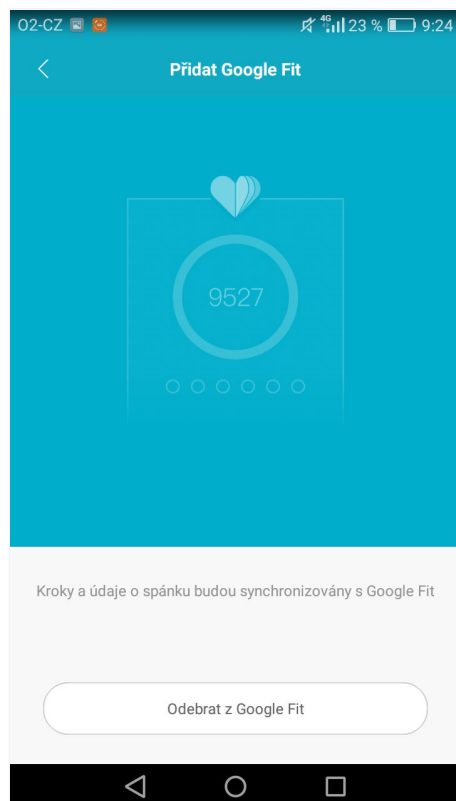 O2-CZ 4G 23 % 9:24
Přidat Google Fit
9527
Kroky a údaje o spánku budou synchronizovány s Google Fit
Odebrat z Google Fit